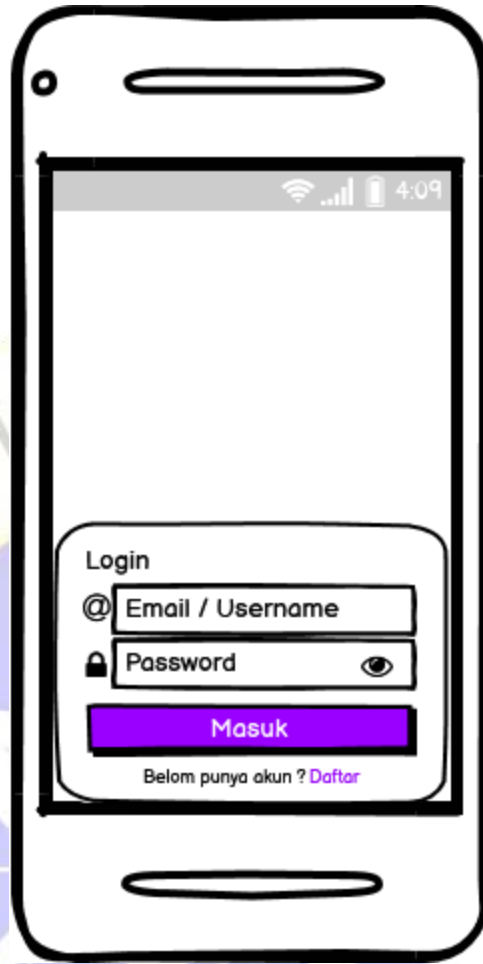 4:09
Login
@ Email / Username
Password
Masuk
Belom punya akun ? Daftar